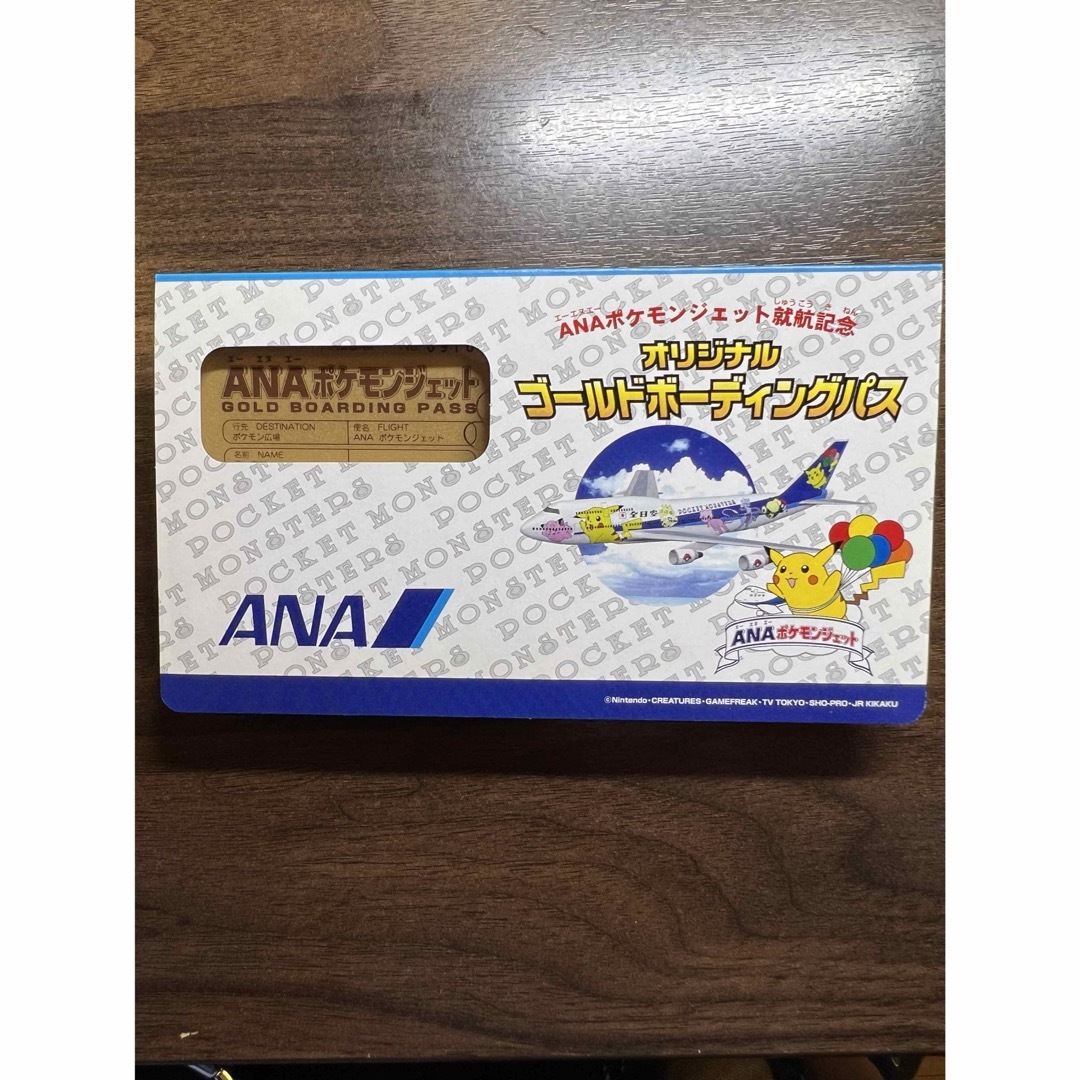 エーエヌエー しゅうこう きねん
ANAポケモンジェット就航記念
オリジナル
ゴールドボーディングパス
エー エヌ エー
ANAポケモンジェット
GOLD BOARDING PASS
行先 DESTINATION 便名 FLIGHT
ポケモン広場 ANA ポケモンジェット
名前 NAME
全日空 POCKET MONSTERS
ANA
エー エヌ エー
ANAポケモンジェット
©Nintendo・CREATURES・GAMEFREAK・TV TOKYO・SHO-PRO・JR KIKAKU
POCKET MONSTERS